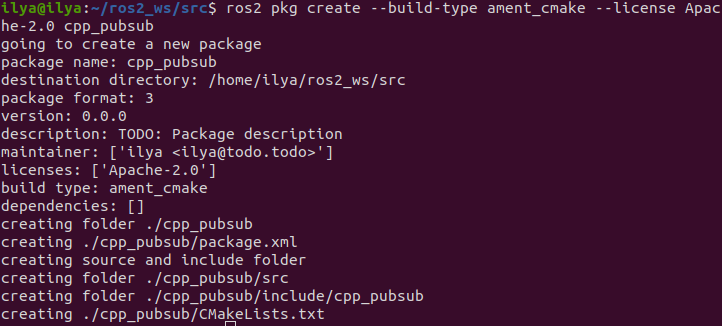 ilya@ilya:~/ros2_ws/src$ ros2 pkg create --build-type ament_cmake --license Apac
he-2.0 cpp_pubsub
going to create a new package
package name: cpp_pubsub
destination directory: /home/ilya/ros2_ws/src
package format: 3
version: 0.0.0
description: TODO: Package description
maintainer: ['ilya <ilya@todo.todo>']
licenses: ['Apache-2.0']
build type: ament_cmake
dependencies: []
creating folder ./cpp_pubsub
creating ./cpp_pubsub/package.xml
creating source and include folder
creating folder ./cpp_pubsub/src
creating folder ./cpp_pubsub/include/cpp_pubsub
creating ./cpp_pubsub/CMakeLists.txt